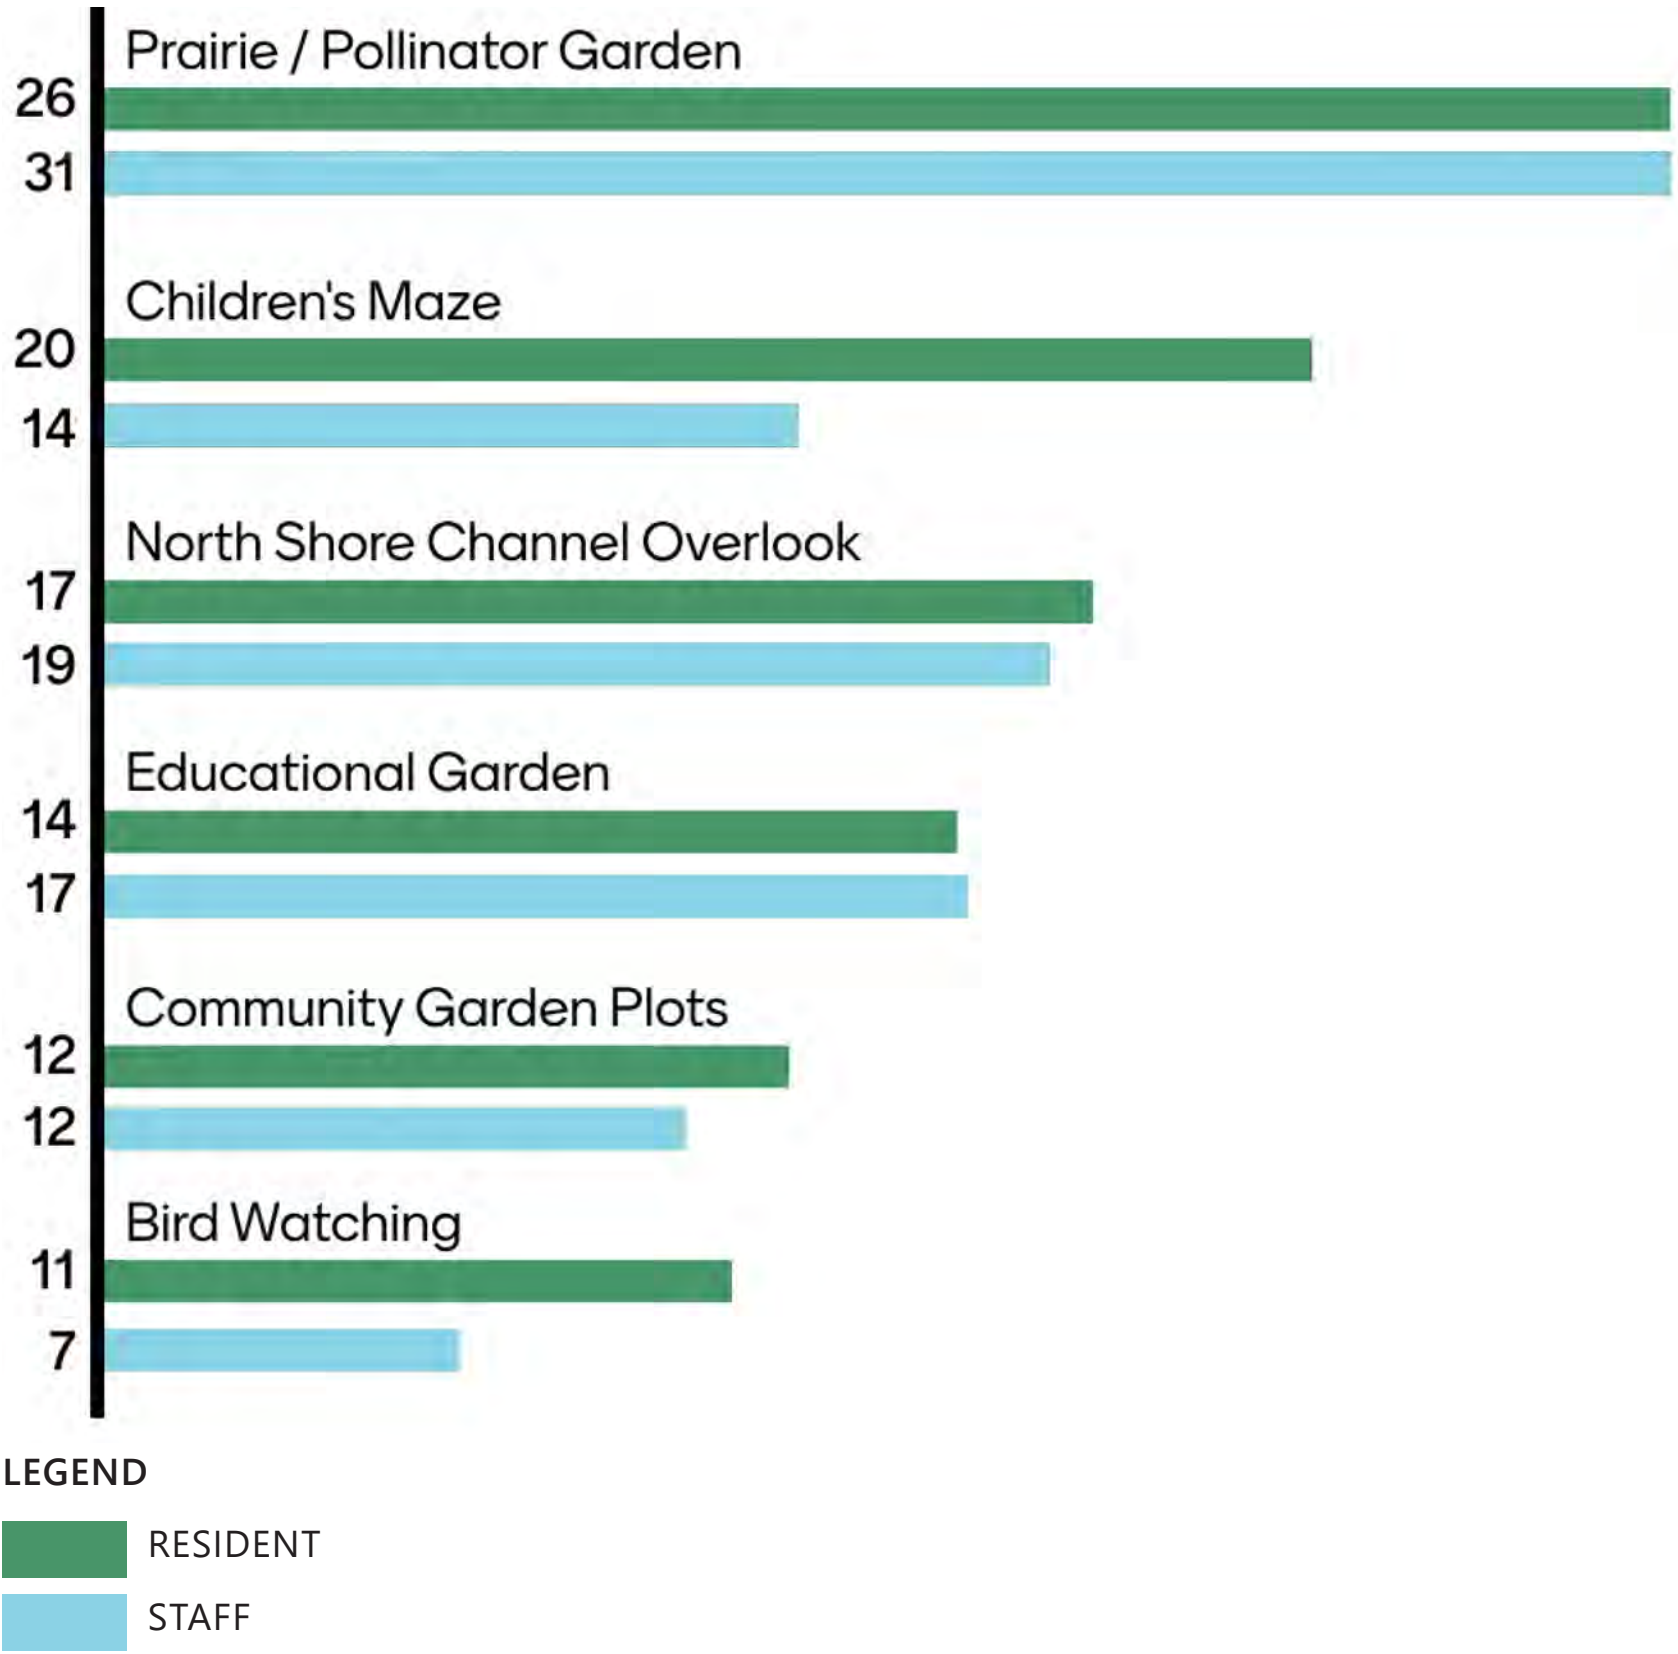 Prairie / Pollinator Garden
26
31
Children's Maze
20
14
North Shore Channel Overlook
17
19
Educational Garden
14
17
Community Garden Plots
12
12
Bird Watching
11
7
LEGEND
RESIDENT
STAFF